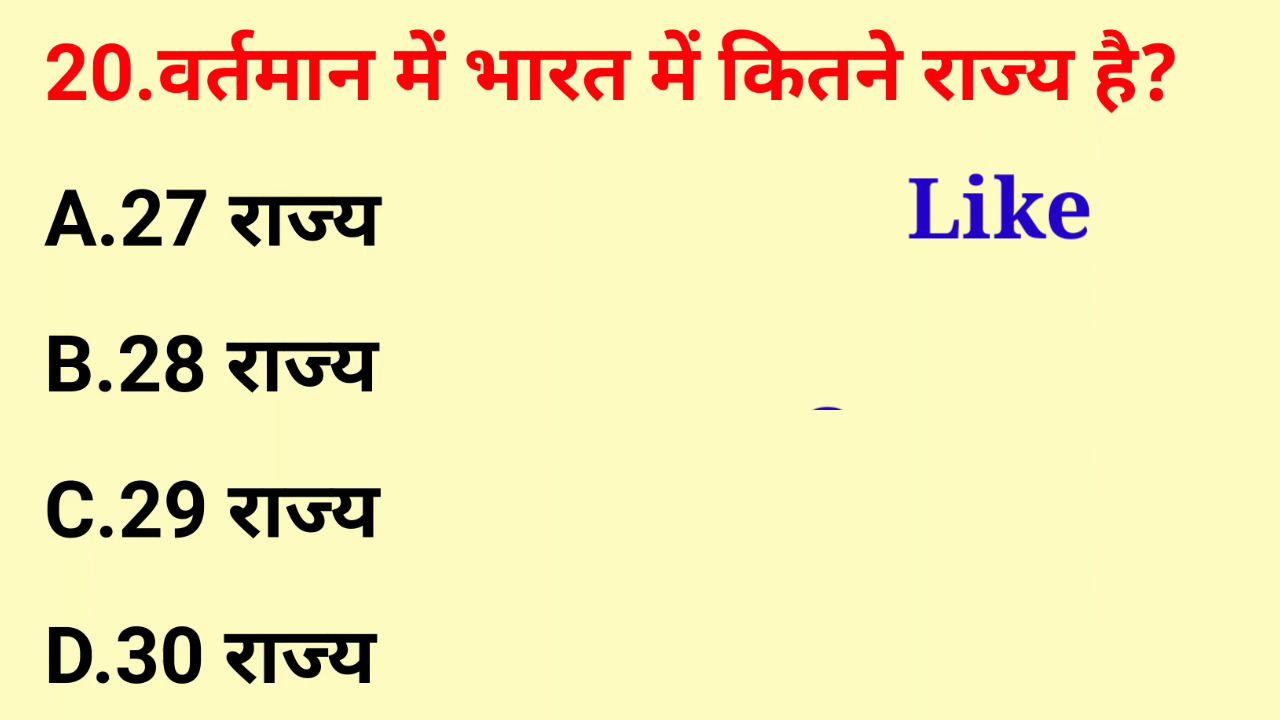 20.वर्तमान में भारत में कितने राज्य है?
A.27 राज्य
Like
B.28 राज्य
C.29 राज्य
D.30 राज्य